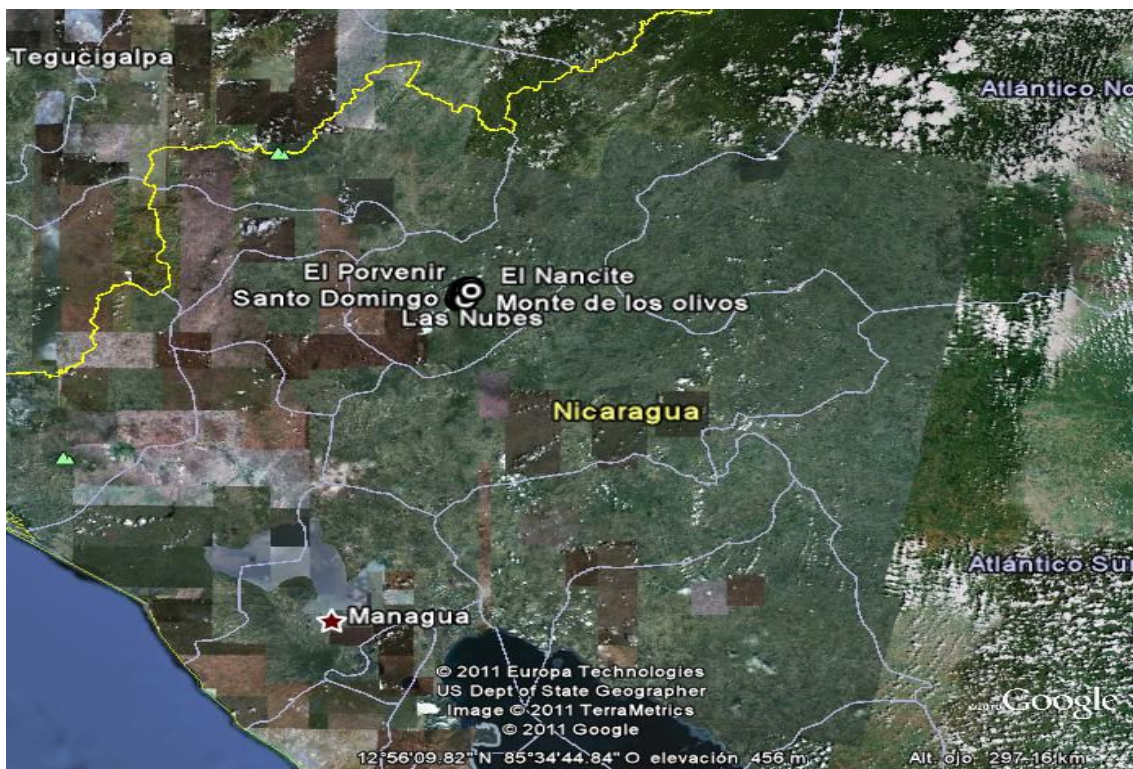 Tegucigalpa
Atlántico No
El Porvenir
El Nancite
Santo Domingo
Monte de los olivos
Las Nubes
Nicaragua
Atlántico Sur
Managua
© 2011 Europa Technologies
US Dept of State Geographer
Image © 2011 TerraMetrics
© 2011 Google
Google
12°56'09.82" N 85°34'44.84" O elevación 456 m
Alt. ojo 297.16 km